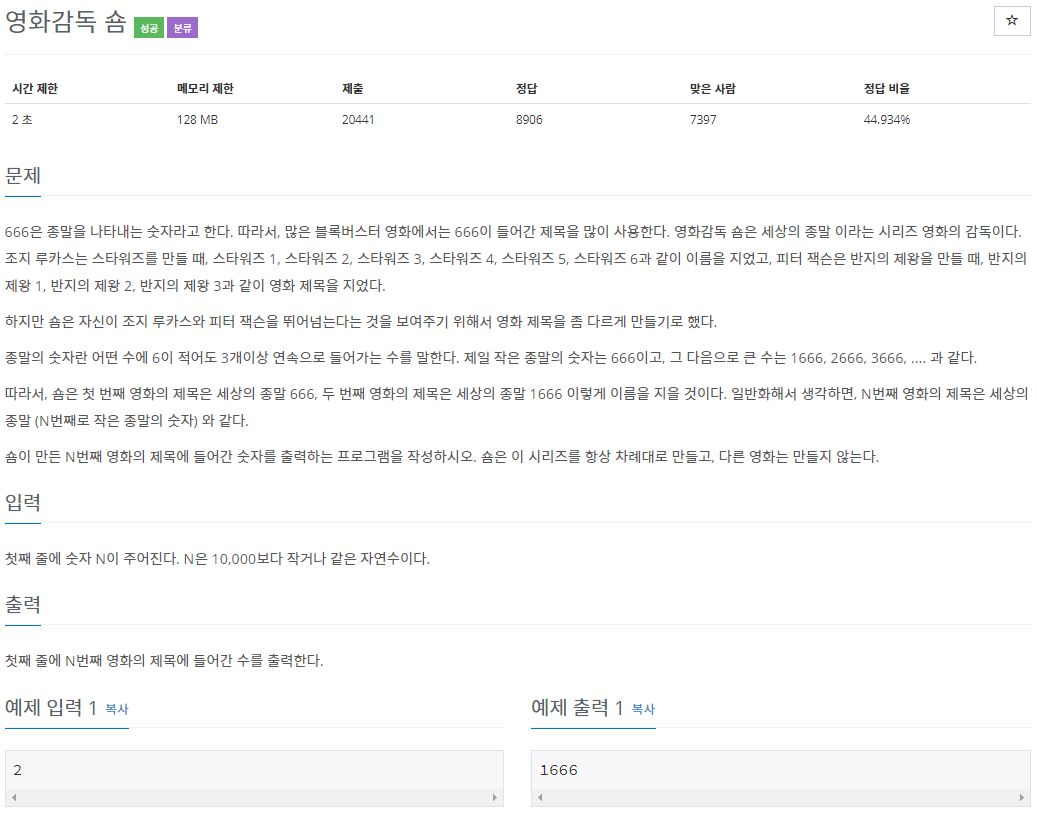 영화감독 숌 성공 분류
☆
시간 제한 메모리 제한 제출 정답 맞은 사람 정답 비율
2 초 128 MB 20441 8906 7397 44.934%
문제
666은 종말을 나타내는 숫자라고 한다. 따라서, 많은 블록버스터 영화에서는 666이 들어간 제목을 많이 사용한다. 영화감독 숌은 세상의 종말 이라는 시리즈 영화의 감독이다.
조지 루카스는 스타워즈를 만들 때, 스타워즈 1, 스타워즈 2, 스타워즈 3, 스타워즈 4, 스타워즈 5, 스타워즈 6과 같이 이름을 지었고, 피터 잭슨은 반지의 제왕을 만들 때, 반지의
제왕 1, 반지의 제왕 2, 반지의 제왕 3과 같이 영화 제목을 지었다.
하지만 숌은 자신이 조지 루카스와 피터 잭슨을 뛰어넘는다는 것을 보여주기 위해서 영화 제목을 좀 다르게 만들기로 했다.
종말의 숫자란 어떤 수에 6이 적어도 3개이상 연속으로 들어가는 수를 말한다. 제일 작은 종말의 숫자는 666이고, 그 다음으로 큰 수는 1666, 2666, 3666, .... 과 같다.
따라서, 숌은 첫 번째 영화의 제목은 세상의 종말 666, 두 번째 영화의 제목은 세상의 종말 1666 이렇게 이름을 지을 것이다. 일반화해서 생각하면, N번째 영화의 제목은 세상의
종말 (N번째로 작은 종말의 숫자) 와 같다.
숌이 만든 N번째 영화의 제목에 들어간 숫자를 출력하는 프로그램을 작성하시오. 숌은 이 시리즈를 항상 차례대로 만들고, 다른 영화는 만들지 않는다.
입력
첫째 줄에 숫자 N이 주어진다. N은 10,000보다 작거나 같은 자연수이다.
출력
첫째 줄에 N번째 영화의 제목에 들어간 수를 출력한다.
예제 입력 1 복사
2
예제 출력 1 복사
1666